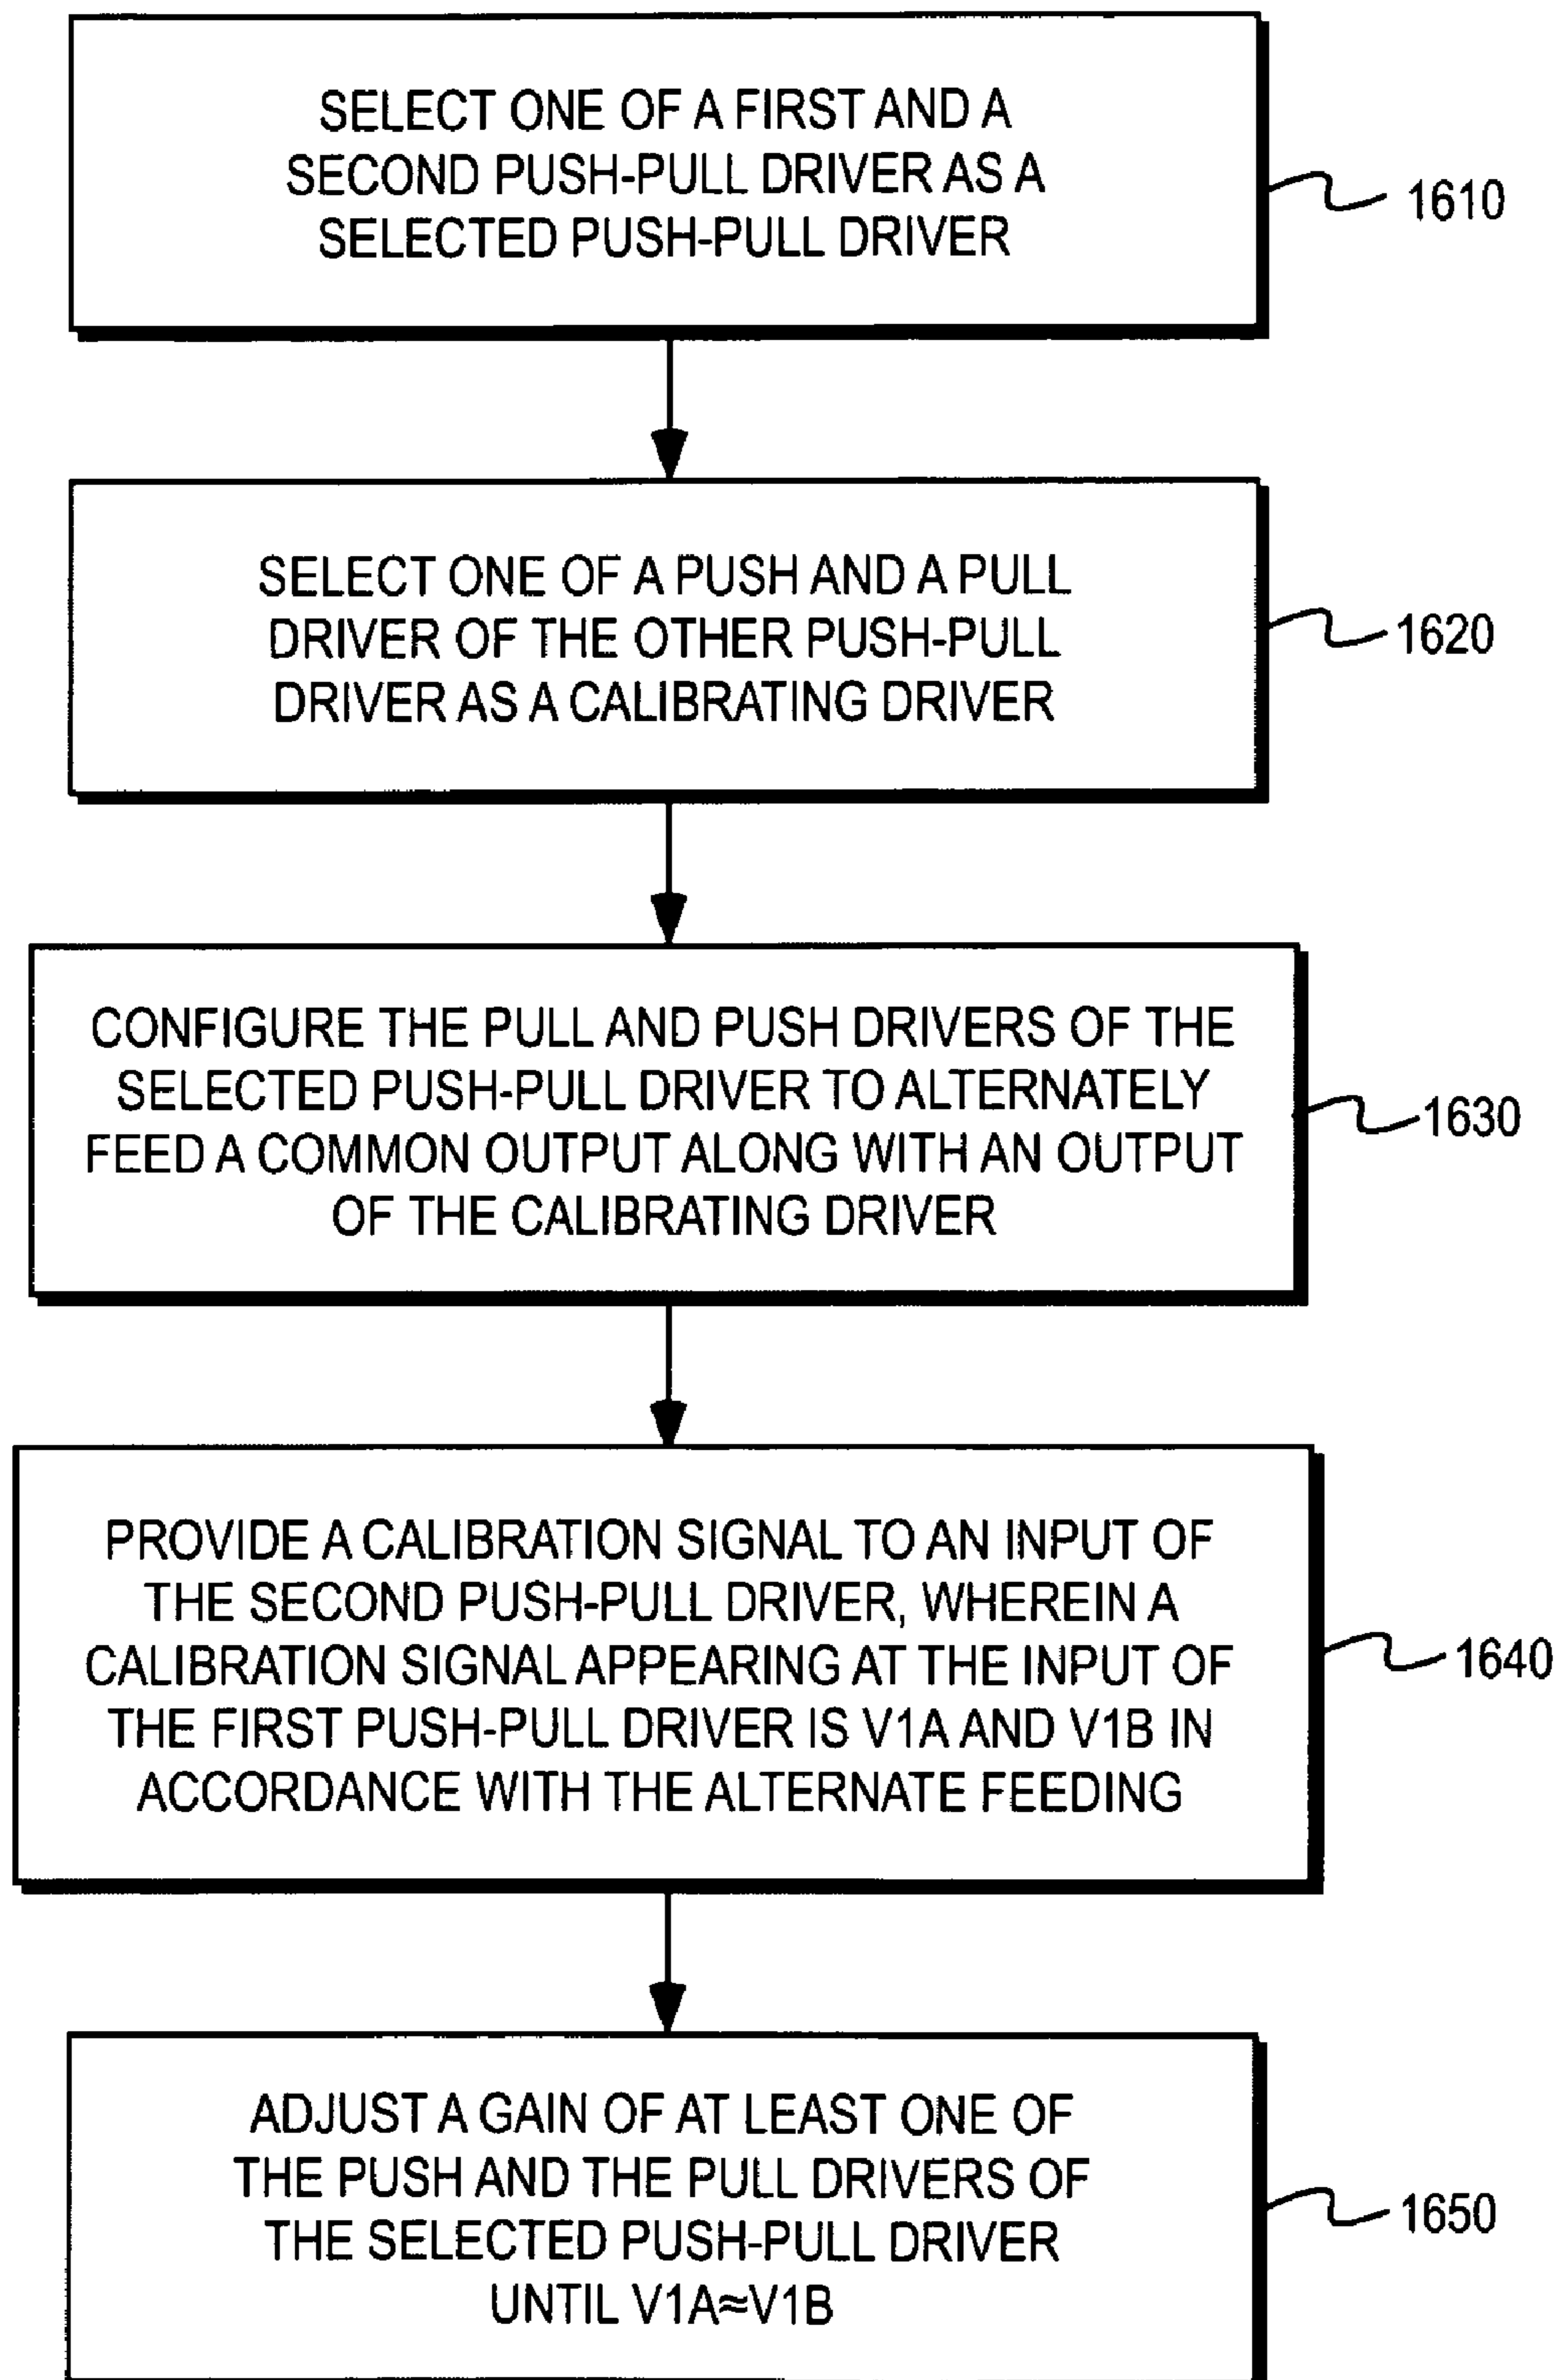 SELECT ONE OF A FIRST AND A
SECOND PUSH-PULL DRIVER AS A
SELECTED PUSH-PULL DRIVER
1610
SELECT ONE OF A PUSH AND A PULL
DRIVER OF THE OTHER PUSH-PULL
DRIVER AS A CALIBRATING DRIVER
1620
CONFIGURE THE PULL AND PUSH DRIVERS OF THE
SELECTED PUSH-PULL DRIVER TO ALTERNATELY
FEED A COMMON OUTPUT ALONG WITH AN OUTPUT
OF THE CALIBRATING DRIVER
1630
PROVIDE A CALIBRATION SIGNAL TO AN INPUT OF
THE SECOND PUSH-PULL DRIVER, WHEREIN A
CALIBRATION SIGNAL APPEARING AT THE INPUT OF
THE FIRST PUSH-PULL DRIVER IS V1A AND V1B IN
ACCORDANCE WITH THE ALTERNATE FEEDING
1640
ADJUST A GAIN OF AT LEAST ONE OF
THE PUSH AND THE PULL DRIVERS OF
THE SELECTED PUSH-PULL DRIVER
UNTIL V1A≈V1B
1650